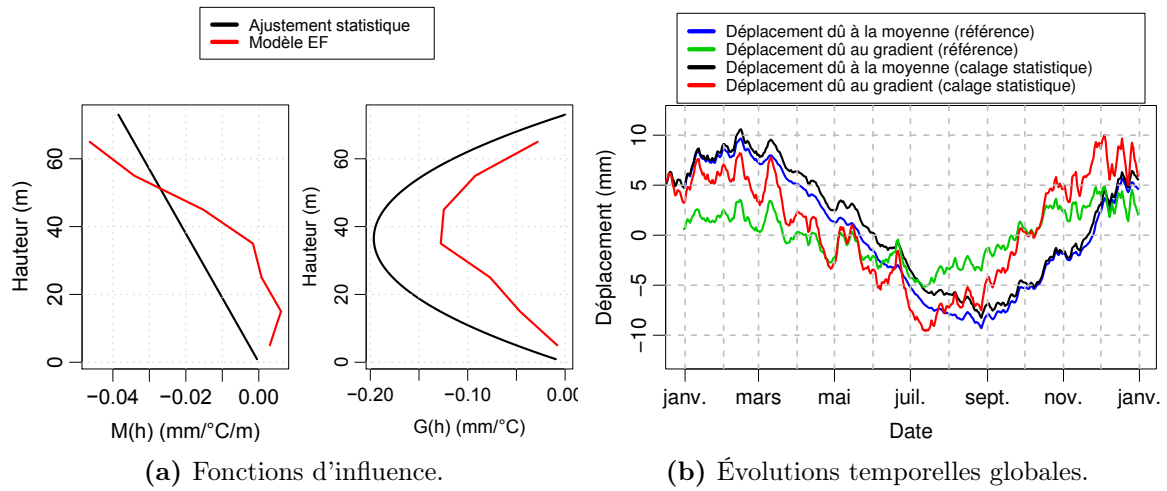 Ajustement statistique
Modèle EF
Hauteur (m)
0 20 40 60
−0.04 −0.02 0.00
M(h) (mm/°C/m)
Hauteur (m)
0 20 40 60
−0.20 −0.10 0.00
G(h) (mm/°C)
(a) Fonctions d'influence.
Déplacement dû à la moyenne (référence)
Déplacement dû au gradient (référence)
Déplacement dû à la moyenne (calage statistique)
Déplacement dû au gradient (calage statistique)
Déplacement (mm)
−10 −5 0 5 10
janv. mars mai juil. sept. nov. janv.
Date
(b) Évolutions temporelles globales.